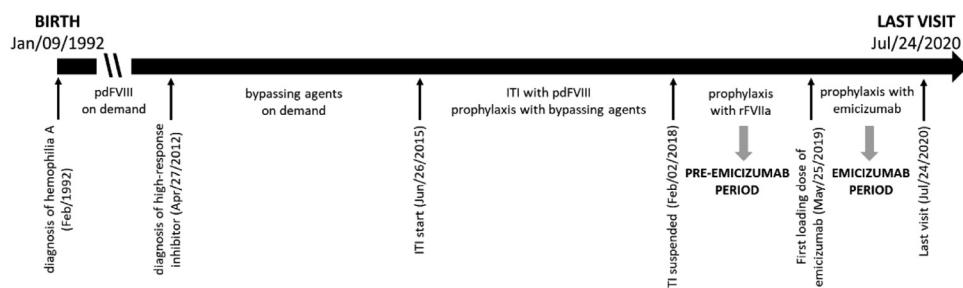 BIRTH
Jan/09/1992
LAST VISIT
Jul/24/2020
pdFVIII
on demand
bypassing agents
on demand
ITI with pdFVIII
prophylaxis with bypassing agents
prophylaxis
with rFVIIa
prophylaxis with
emicizumab
PRE-EMICIZUMAB
PERIOD
EMICIZUMAB
PERIOD
diagnosis of hemophilia A
(Feb/1992)
diagnosis of high-response
inhibitor (Apr/27/2012)
ITI start (Jun/26/2015)
TI suspended (Feb/02/2018)
First loading dose of
emicizumab (May/25/2019)
Last visit (Jul/24/2020)